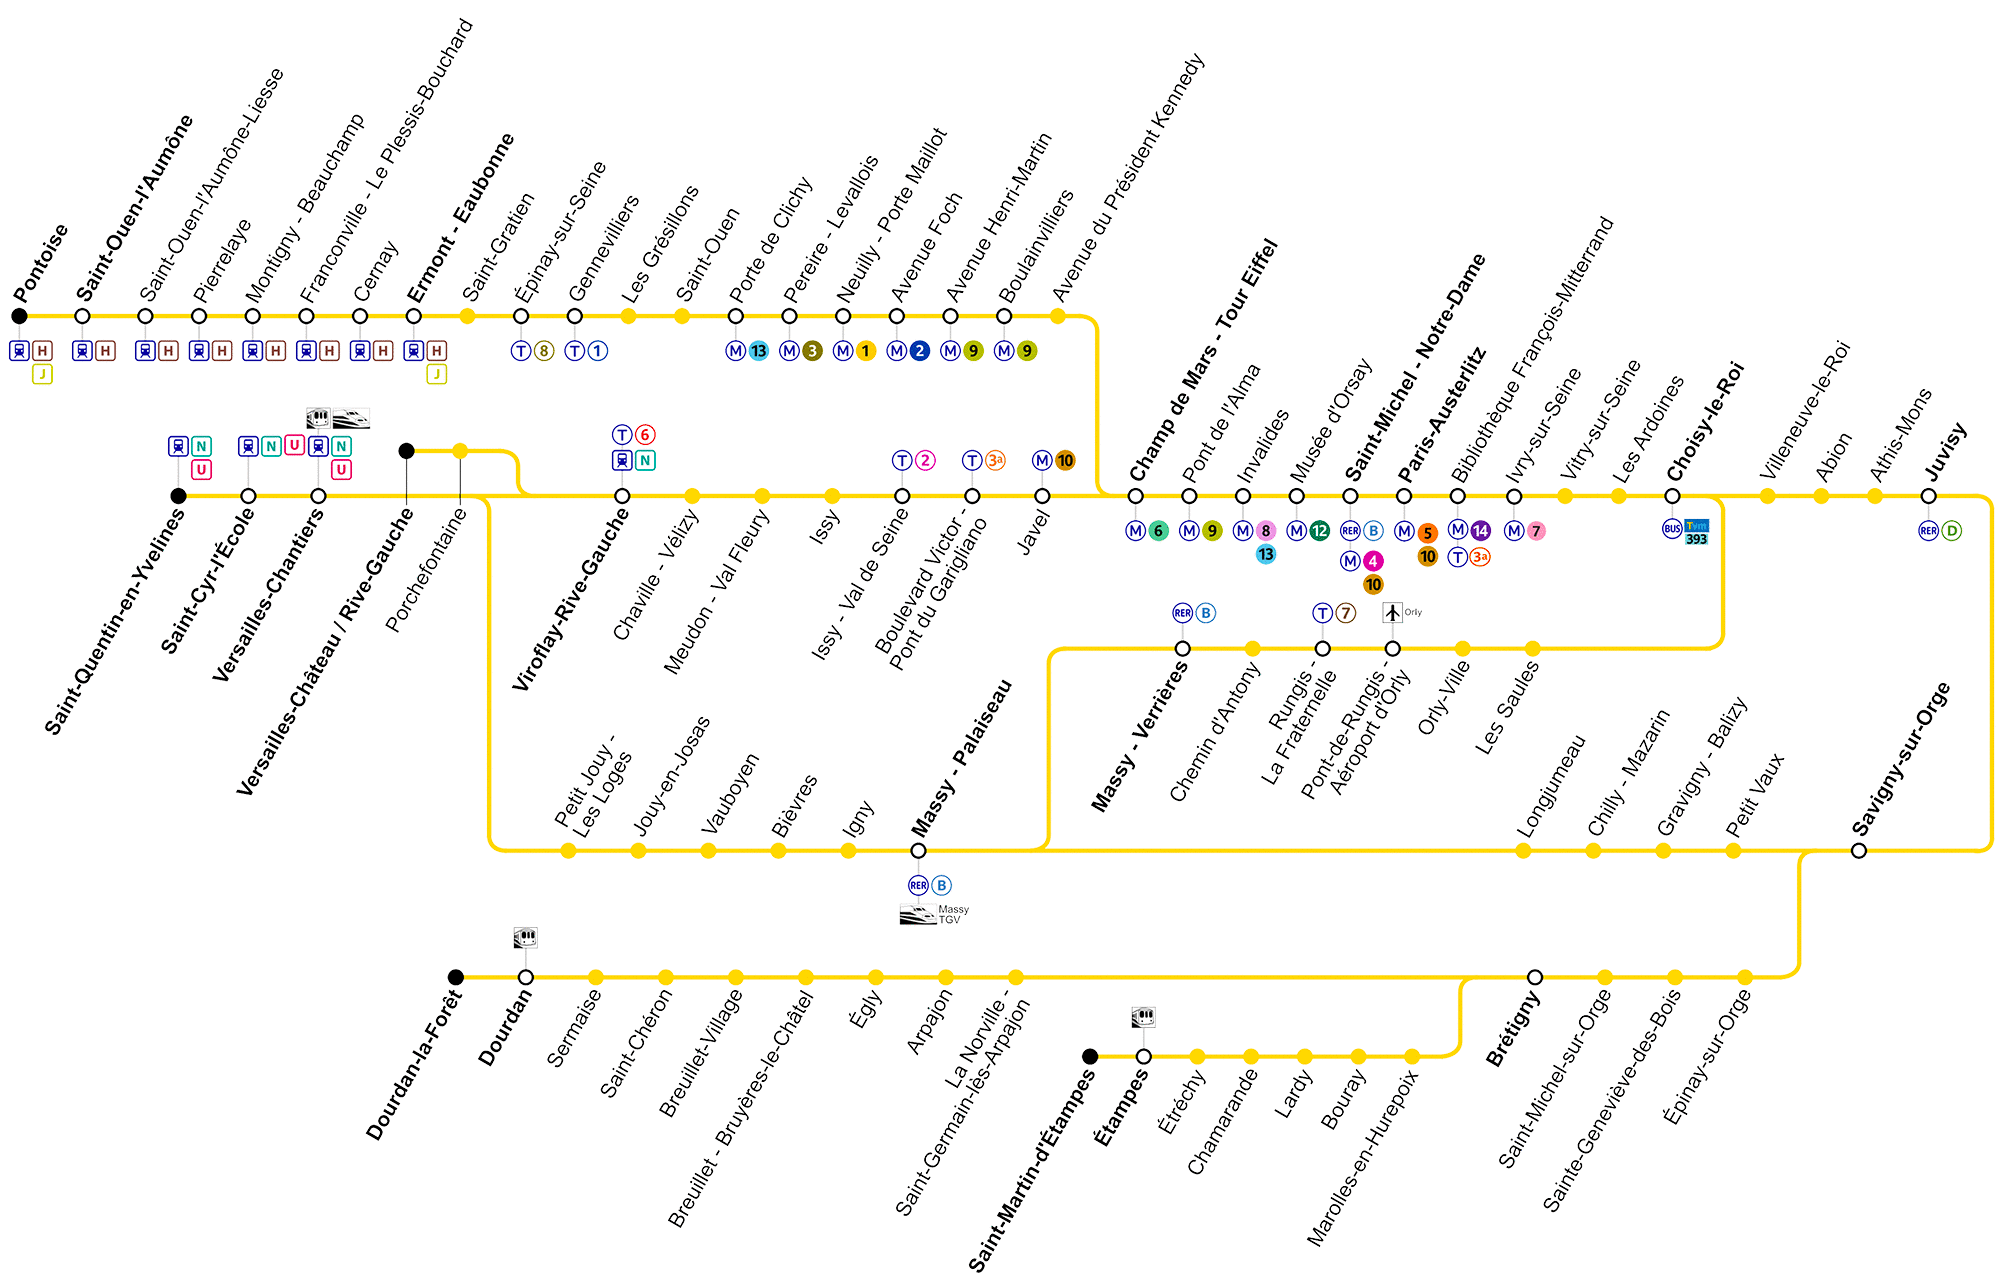 Pontoise
Saint-Ouen-l'Aumône
Saint-Ouen-l'Aumône-Liesse
Pierrelaye
Montigny - Beauchamp
Franconville - Le Plessis-Bouchard
Cernay
Ermont - Eaubonne
Saint-Gratien
Épinay-sur-Seine
Gennevilliers
Les Grésillons
Saint-Ouen
Porte de Clichy
Pereire - Levallois
Neuilly - Porte Maillot
Avenue Foch
Avenue Henri-Martin
Boulainvilliers
Avenue du Président Kennedy
H
J
H
H
H
H
H
H
H
J
T 8
T 1
M 13
M 3
M 1
M 2
M 9
M 9
N
U
N U
N
U
T 6
N
T 2
T 3a
M 10
Saint-Quentin-en-Yvelines
Saint-Cyr-l'École
Versailles-Chantiers
Versailles-Château / Rive-Gauche
Porchefontaine
Viroflay-Rive-Gauche
Chaville - Vélizy
Meudon - Val Fleury
Issy
Issy - Val de Seine
Boulevard Victor -
Pont du Garigliano
Javel
Champ de Mars - Tour Eiffel
Pont de l'Alma
Invalides
Musée d'Orsay
Saint-Michel - Notre-Dame
Paris-Austerlitz
Bibliothèque François-Mitterrand
Ivry-sur-Seine
Vitry-sur-Seine
Les Ardoines
Choisy-le-Roi
Villeneuve-le-Roi
Abion
Athis-Mons
Juvisy
M 6
M 9
M 8
13
M 12
RER B
M 4
10
M 5
10
M 14
T 3a
M 7
BUS Tvm
393
RER D
RER B
T 7
Orly
Massy - Verrières
Chemin d'Antony
Rungis -
La Fraternelle
Pont-de-Rungis -
Aéroport d'Orly
Orly-Ville
Les Saules
Petit Jouy -
Les Loges
Jouy-en-Josas
Vauboyen
Bièvres
Igny
Massy - Palaiseau
Longjumeau
Chilly - Mazarin
Gravigny - Balizy
Petit Vaux
Savigny-sur-Orge
RER B
Massy
TGV
Dourdan-la-Forêt
Dourdan
Sermaise
Saint-Chéron
Breuillet-Village
Breuillet - Bruyères-le-Châtel
Égly
Arpajon
La Norville -
Saint-Germain-lès-Arpajon
Brétigny
Saint-Michel-sur-Orge
Sainte-Geneviève-des-Bois
Épinay-sur-Orge
Saint-Martin-d'Étampes
Étampes
Étréchy
Chamarande
Lardy
Bouray
Marolles-en-Hurepoix